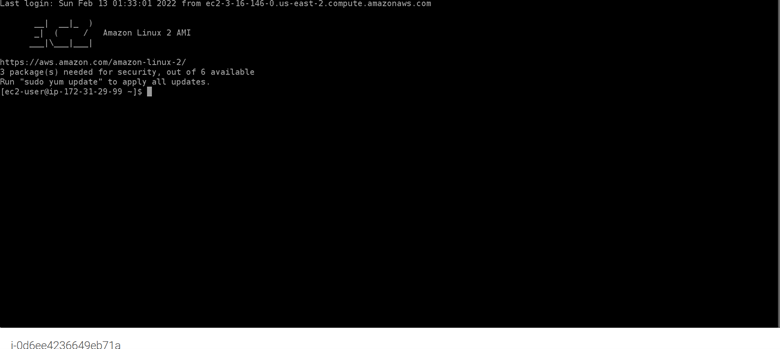 Last login: Sun Feb 13 01:33:01 2022 from ec2-3-16-146-0.us-east-2.compute.amazonaws.com
       __|  __|_  )
       _|  (     /   Amazon Linux 2 AMI
      ___|\___|___|
https://aws.amazon.com/amazon-linux-2/
3 package(s) needed for security, out of 6 available
Run "sudo yum update" to apply all updates.
[ec2-user@ip-172-31-29-99 ~]$
i-0d6ee4236649eb71a